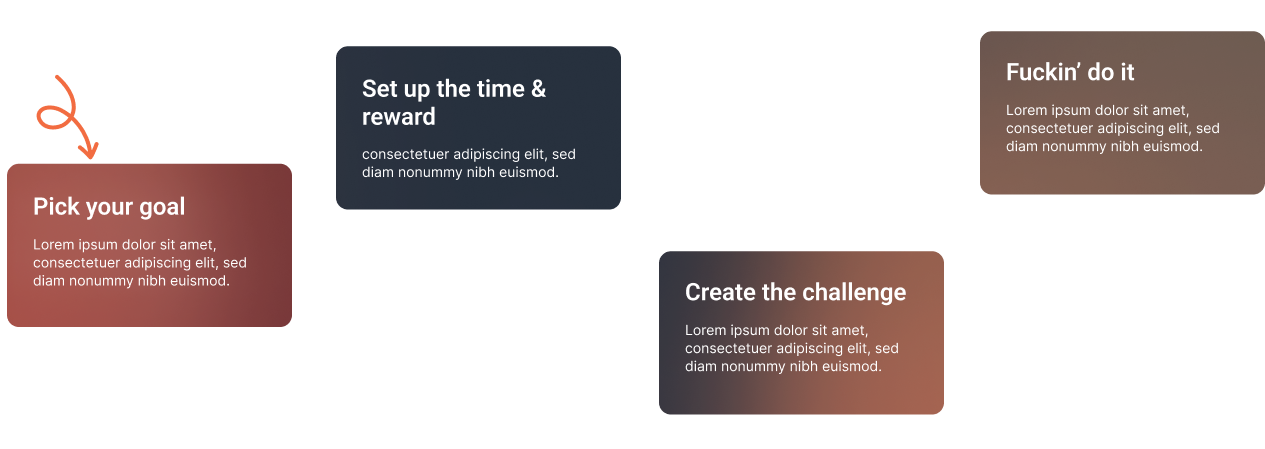 Pick your goal
Lorem ipsum dolor sit amet,
consectetuer adipiscing elit, sed
diam nonummy nibh euismod.
Set up the time &
reward
consectetuer adipiscing elit, sed
diam nonummy nibh euismod.
Create the challenge
Lorem ipsum dolor sit amet,
consectetuer adipiscing elit, sed
diam nonummy nibh euismod.
Fuckin’ do it
Lorem ipsum dolor sit amet,
consectetuer adipiscing elit, sed
diam nonummy nibh euismod.